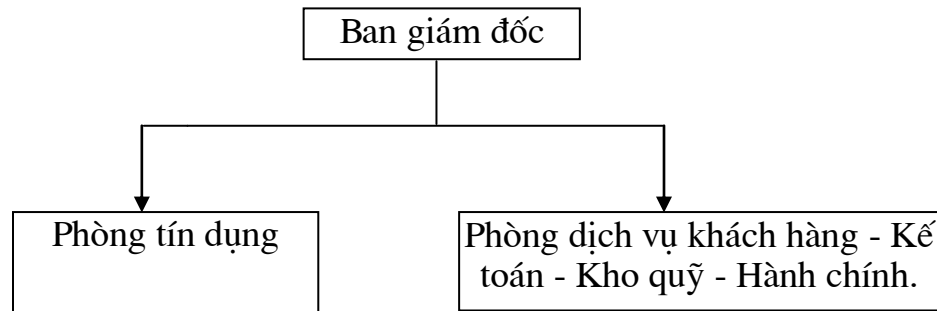 Ban giám đốc
Phòng tín dụng
Phòng dịch vụ khách hàng - Kế
toán - Kho quỹ - Hành chính.